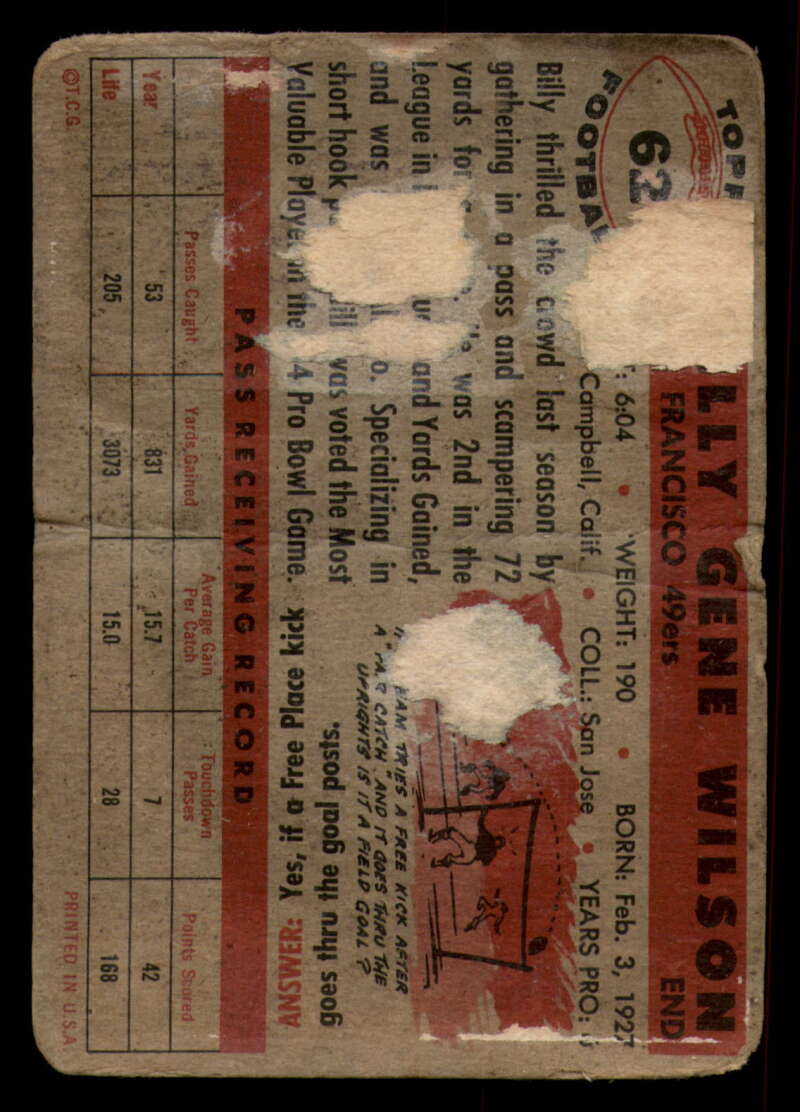 TOPP
62
FOOTBAL
LLY GENE WILSON
FRANCISCO 49ers END
: 6:04 • WEIGHT: 190 • BORN: Feb. 3, 1927
Campbell, Calif. • COLL.: San Jose • YEARS PRO:
Billy thrilled the crowd last season by
gathering in a pass and scampering 72
yards for a was 2nd in the
League in and Yards Gained,
and was o. Specializing in
short hook was voted the Most
Valuable Player in the 4 Pro Bowl Game.
TRIES A FREE KICK AFTER
A "FAIR CATCH" AND IT GOES THRU THE
UPRIGHTS IS IT A FIELD GOAL?
ANSWER: Yes, if a Free Place kick
goes thru the goal posts.
PASS RECEIVING RECORD
Passes Caught Yards Gained Average Gain Per Catch Touchdown Passes Points Scored
Year 53 831 15.7 7 42
Life 205 3073 15.0 28 168
©T.C.G. PRINTED IN U.S.A.